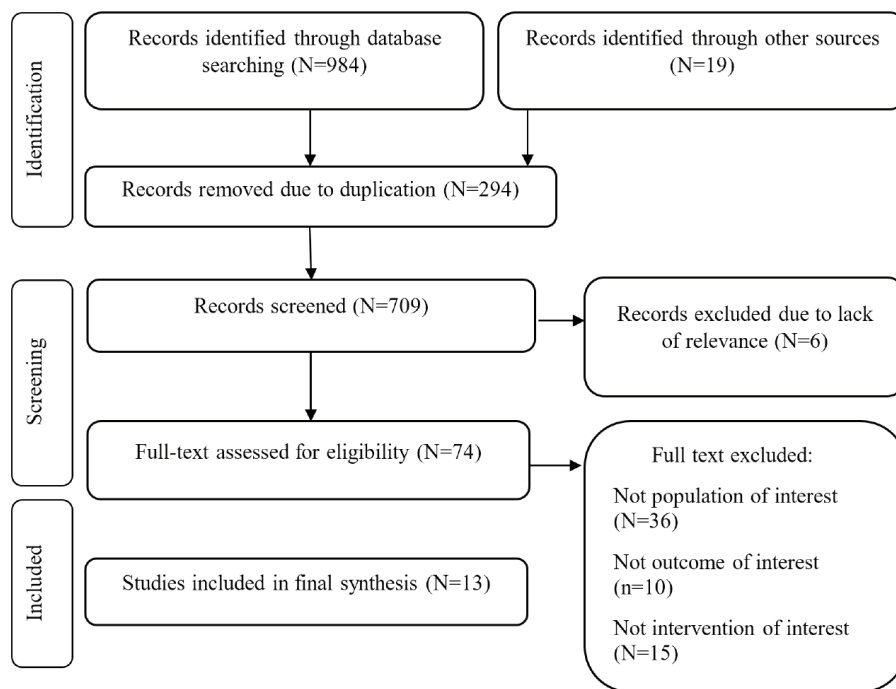 Identification
Records identified through database
searching (N=984)
Records identified through other sources
(N=19)
Records removed due to duplication (N=294)
Screening
Records screened (N=709)
Records excluded due to lack
of relevance (N=6)
Full-text assessed for eligibility (N=74)
Full text excluded:
Not population of interest
(N=36)
Not outcome of interest
(n=10)
Not intervention of interest
(N=15)
Included
Studies included in final synthesis (N=13)